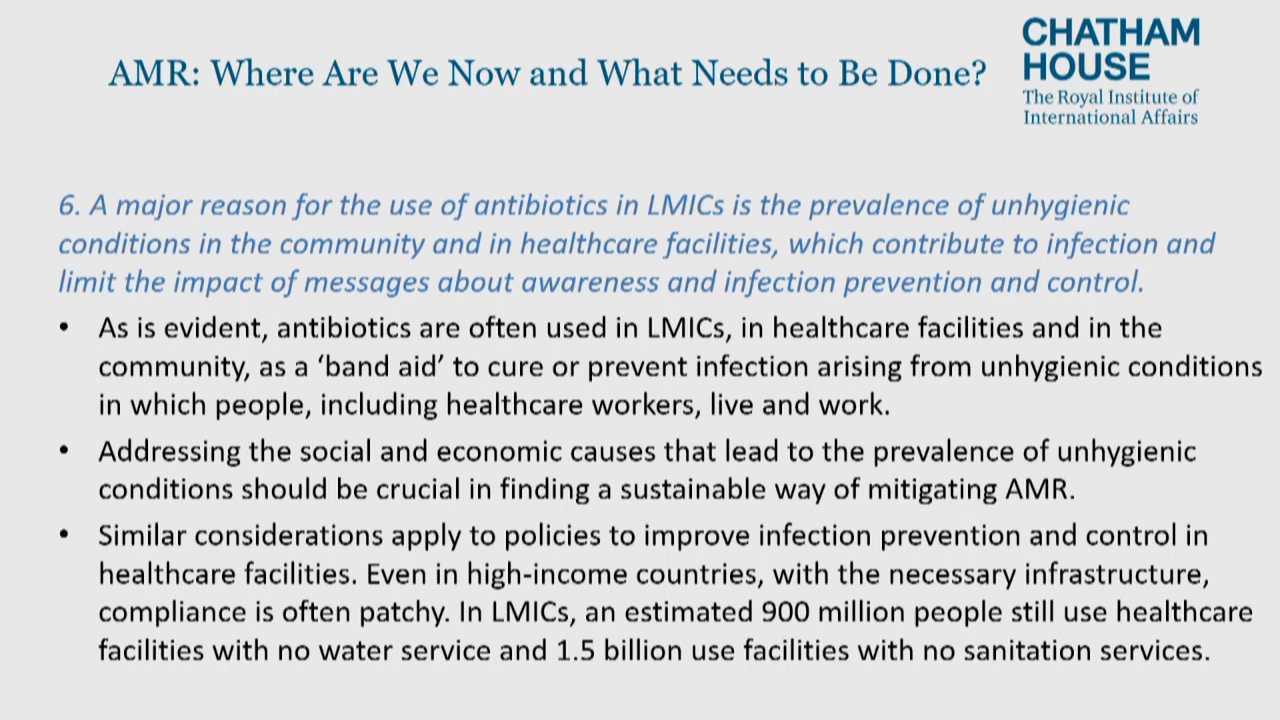 AMR: Where Are We Now and What Needs to Be Done?
CHATHAM
HOUSE
The Royal Institute of
International Affairs
6. A major reason for the use of antibiotics in LMICs is the prevalence of unhygienic
conditions in the community and in healthcare facilities, which contribute to infection and
limit the impact of messages about awareness and infection prevention and control.
• As is evident, antibiotics are often used in LMICs, in healthcare facilities and in the
community, as a ‘band aid’ to cure or prevent infection arising from unhygienic conditions
in which people, including healthcare workers, live and work.
• Addressing the social and economic causes that lead to the prevalence of unhygienic
conditions should be crucial in finding a sustainable way of mitigating AMR.
• Similar considerations apply to policies to improve infection prevention and control in
healthcare facilities. Even in high-income countries, with the necessary infrastructure,
compliance is often patchy. In LMICs, an estimated 900 million people still use healthcare
facilities with no water service and 1.5 billion use facilities with no sanitation services.